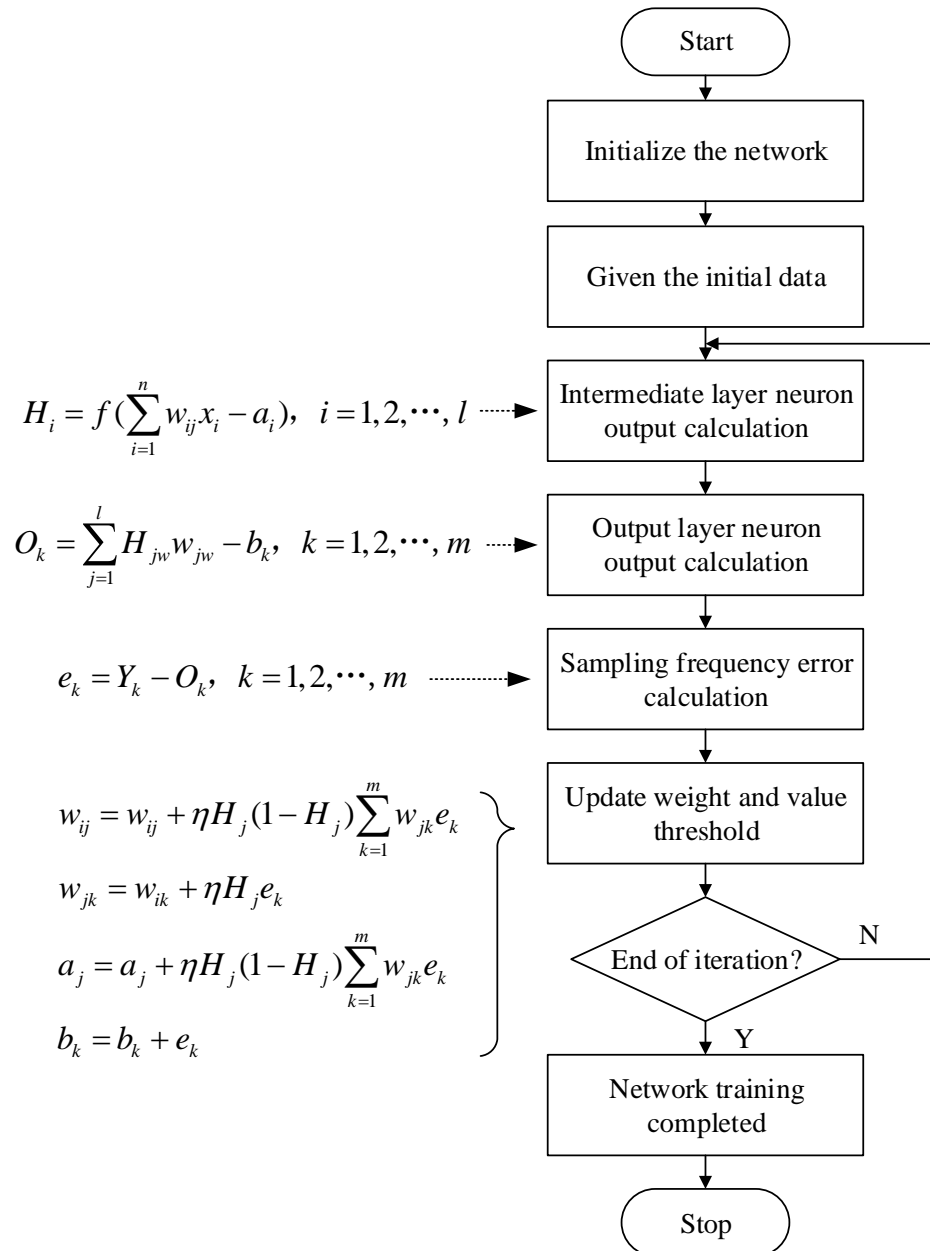 Start
Initialize the network
Given the initial data
H_i = f(∑_{i=1}^{n} w_{ij} x_i − a_i), i = 1, 2, ⋯, l
Intermediate layer neuron
output calculation
O_k = ∑_{j=1}^{l} H_{jw} w_{jw} − b_k, k = 1, 2, ⋯, m
Output layer neuron
output calculation
e_k = Y_k − O_k, k = 1, 2, ⋯, m
Sampling frequency error
calculation
w_{ij} = w_{ij} + ηH_j(1 − H_j)∑_{k=1}^{m} w_{jk} e_k
w_{jk} = w_{ik} + ηH_j e_k
a_j = a_j + ηH_j(1 − H_j)∑_{k=1}^{m} w_{jk} e_k
b_k = b_k + e_k
Update weight and value
threshold
End of iteration?
N
Y
Network training
completed
Stop